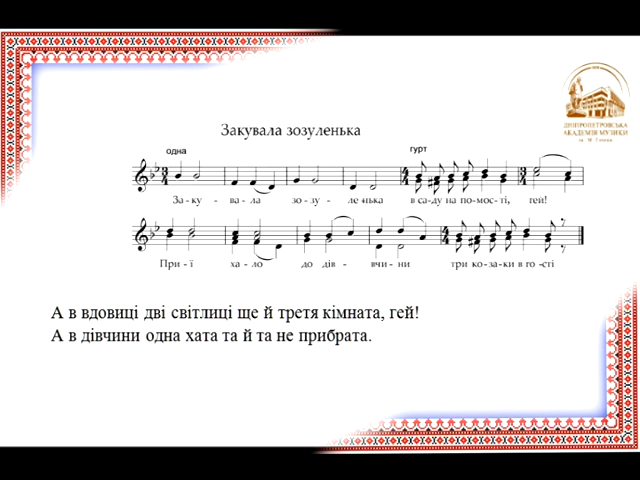 Закувала зозуленька
ДНІПРОПЕТРОВСЬКА
АКАДЕМІЯ МУЗИКИ
ім. М. Глінки
одна
гурт
За - ку - ва - ла зо - зу - ле нька в са-ду на по-мос-ті, гей!
При - ї ха - ло до дів - вчи - ни три ко-за-ки в го-сті
А в вдовиці дві світлиці ще й третя кімната, гей!
А в дівчини одна хата та й та не прибрата.